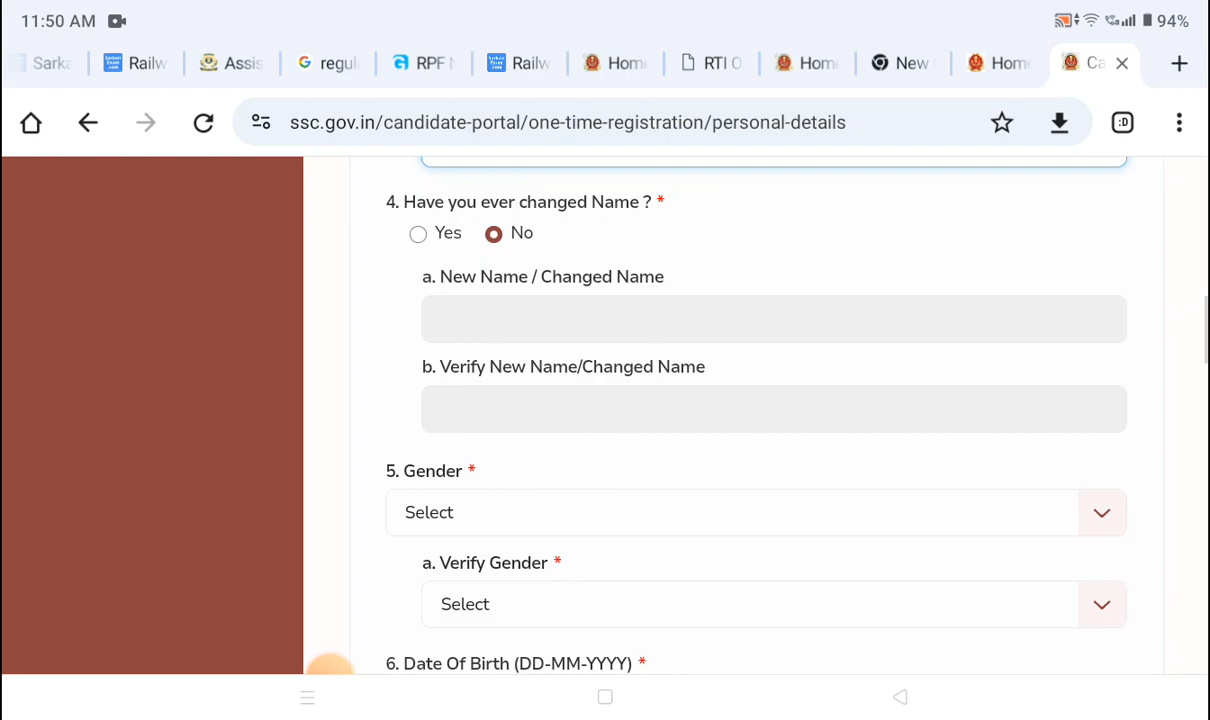 11:50 AM
94%
Sarka
Railw
Assis
regul
RPF
Railw
Hom
RTI O
Hom
New
Hom
Ca
ssc.gov.in/candidate-portal/one-time-registration/personal-details
:D
4. Have you ever changed Name ? *
Yes No
a. New Name / Changed Name
b. Verify New Name/Changed Name
5. Gender *
Select
a. Verify Gender *
Select
6. Date Of Birth (DD-MM-YYYY) *